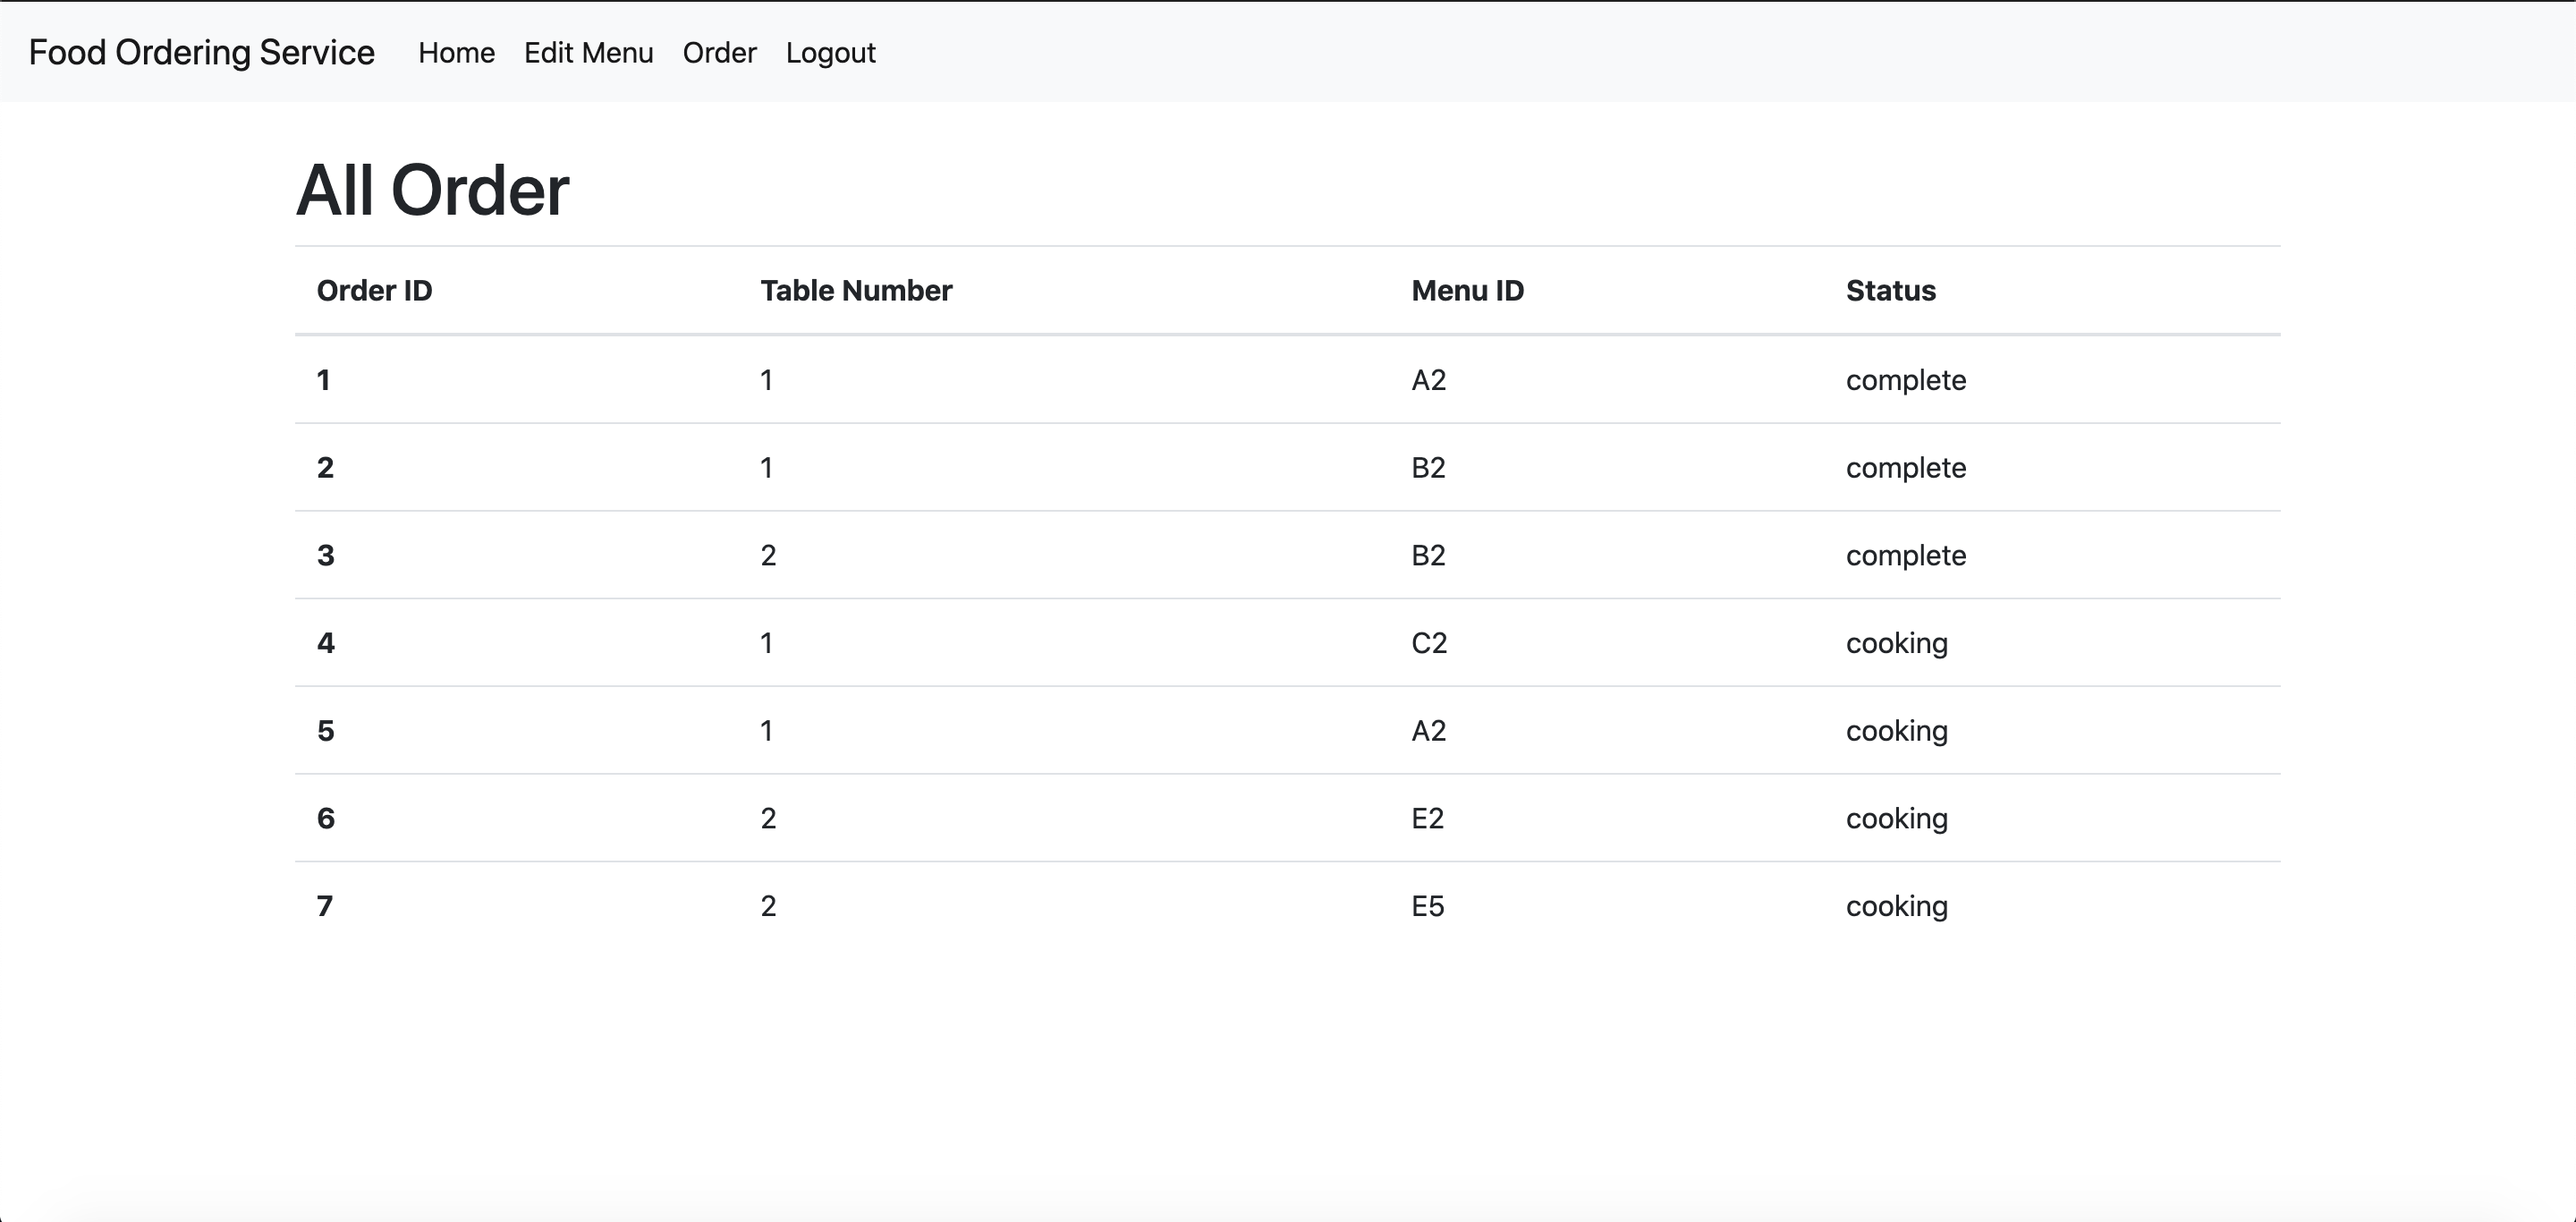 Food Ordering Service Home Edit Menu Order Logout
All Order
Order ID Table Number Menu ID Status
1 1 A2 complete
2 1 B2 complete
3 2 B2 complete
4 1 C2 cooking
5 1 A2 cooking
6 2 E2 cooking
7 2 E5 cooking